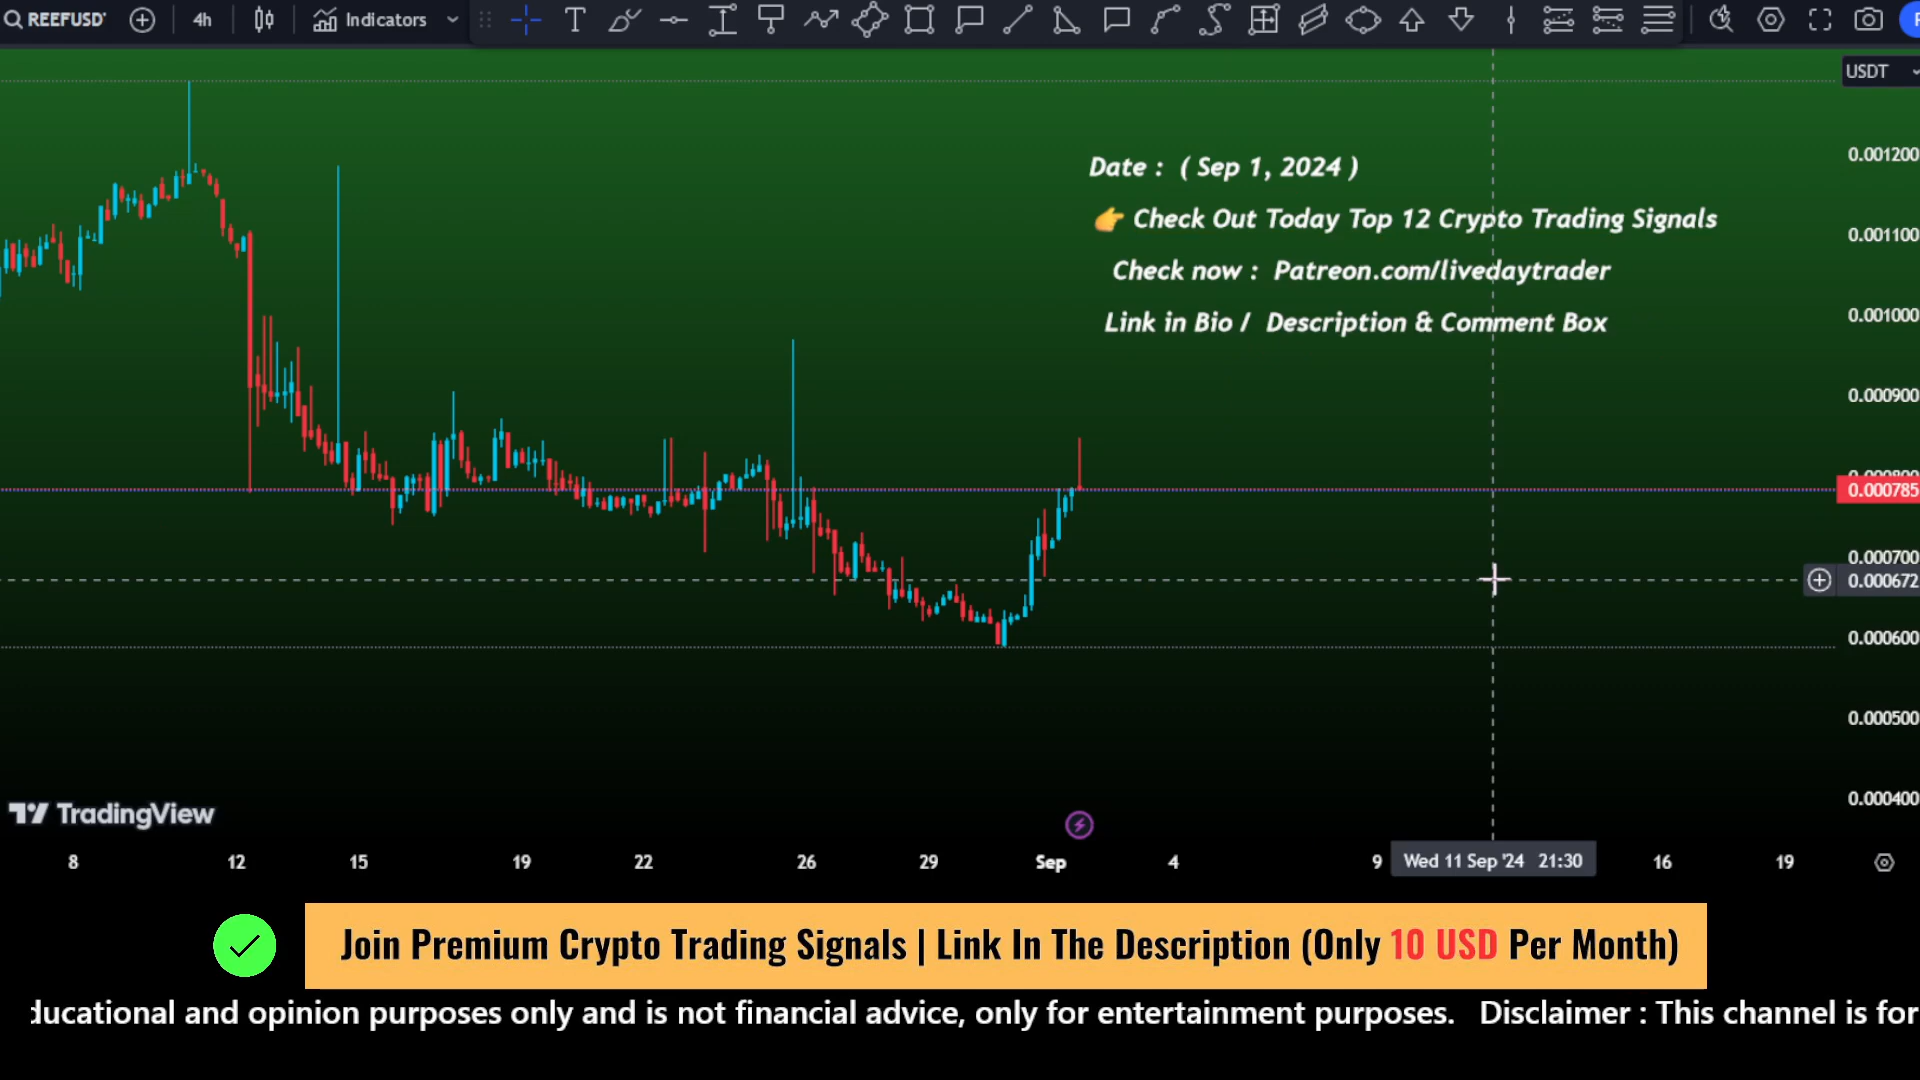 REEFUSD
4h
Indicators
USDT
0.001200
Date : ( Sep 1, 2024 )
👉 Check Out Today Top 12 Crypto Trading Signals
0.001100
Check now : Patreon.com/livedaytrader
0.001000
Link in Bio / Description & Comment Box
0.000900
0.000800
0.000785
0.000700
0.000672
0.000600
0.000500
0.000400
TradingView
8 12 15 19 22 26 29 Sep 4 9 Wed 11 Sep '24 21:30 16 19
Join Premium Crypto Trading Signals | Link In The Description (Only 10 USD Per Month)
ducational and opinion purposes only and is not financial advice, only for entertainment purposes. Disclaimer : This channel is for